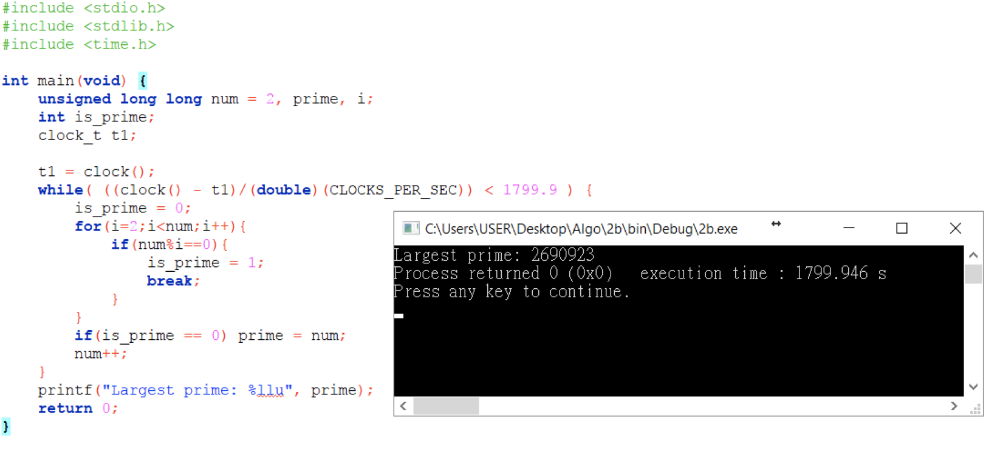 #include <stdio.h>
#include <stdlib.h>
#include <time.h>
int main(void) {
unsigned long long num = 2, prime, i;
int is_prime;
clock_t t1;
t1 = clock();
while( ((clock() - t1)/(double)(CLOCKS_PER_SEC)) < 1799.9 ) {
is_prime = 0;
for(i=2;i<num;i++){
if(num%i==0){
is_prime = 1;
break;
}
}
if(is_prime == 0) prime = num;
num++;
}
printf("Largest prime: %llu", prime);
return 0;
}
C:\Users\USER\Desktop\Algo\2b\bin\Debug\2b.exe
Largest prime: 2690923
Process returned 0 (0x0)   execution time : 1799.946 s
Press any key to continue.